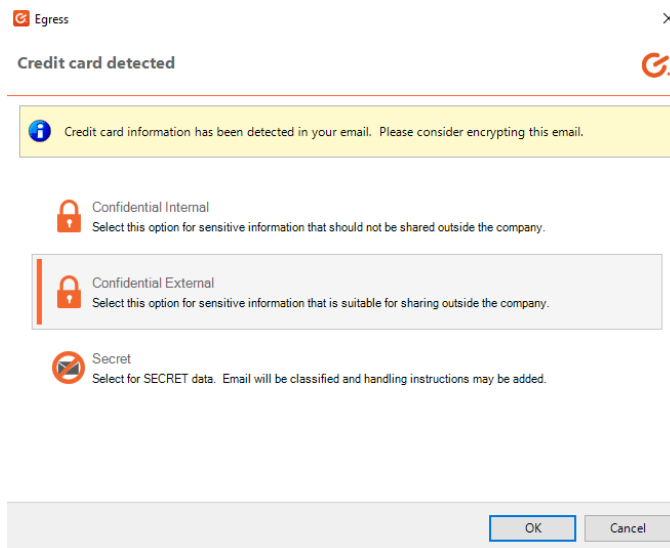 Egress
Credit card detected
Credit card information has been detected in your email.  Please consider encrypting this email.
Confidential Internal
Select this option for sensitive information that should not be shared outside the company.
Confidential External
Select this option for sensitive information that is suitable for sharing outside the company.
Secret
Select for SECRET data.  Email will be classified and handling instructions may be added.
OK
Cancel